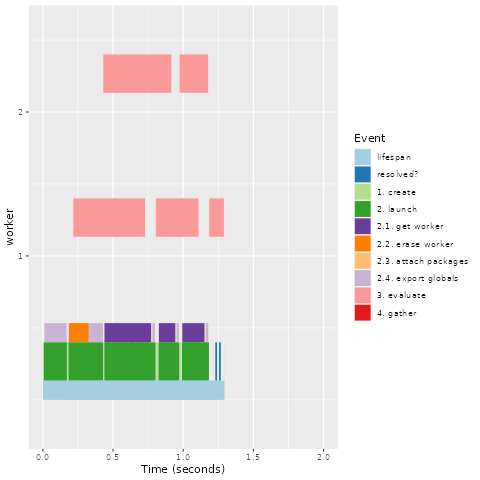 2
1
worker
0.0 0.5 1.0 1.5 2.0
Time (seconds)
Event
lifespan
resolved?
1. create
2. launch
2.1. get worker
2.2. erase worker
2.3. attach packages
2.4. export globals
3. evaluate
4. gather